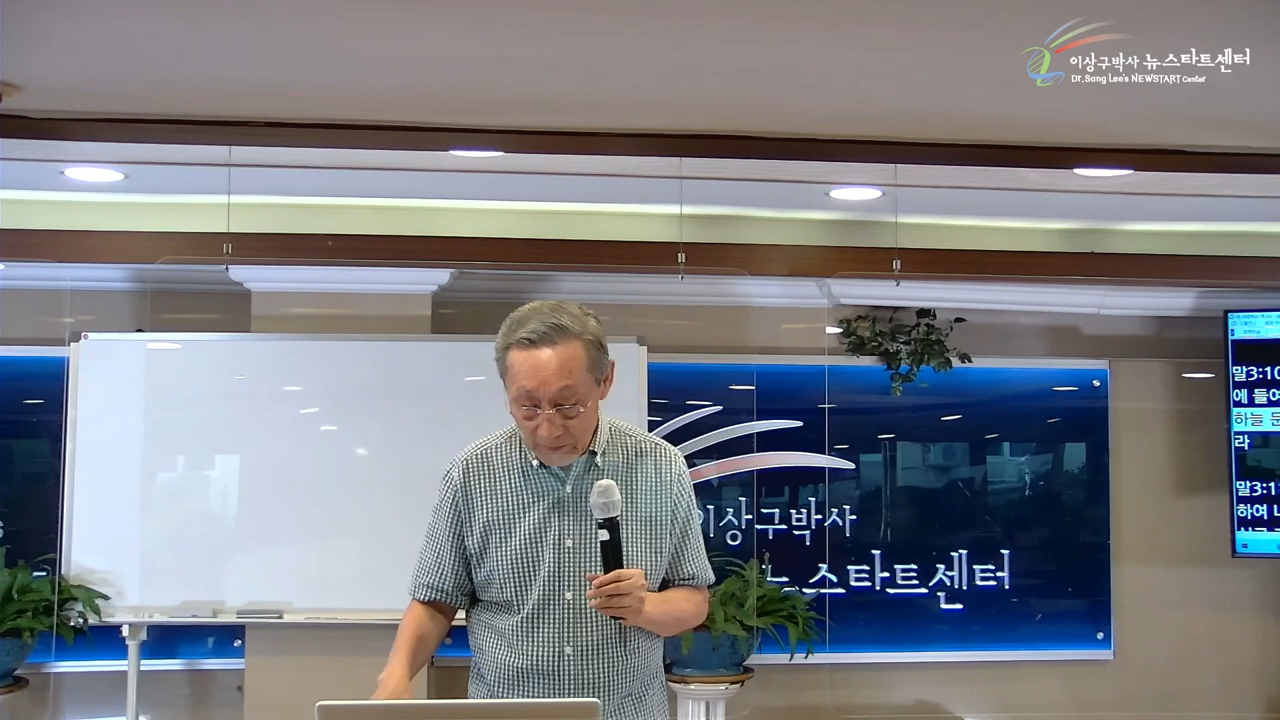 이상구박사 뉴스타트센터
Dr. Sang Lee's NEWSTART Center
이상구박사
뉴스타트센터
말3:10
에 들여
하늘 문
라
말3:1
하여